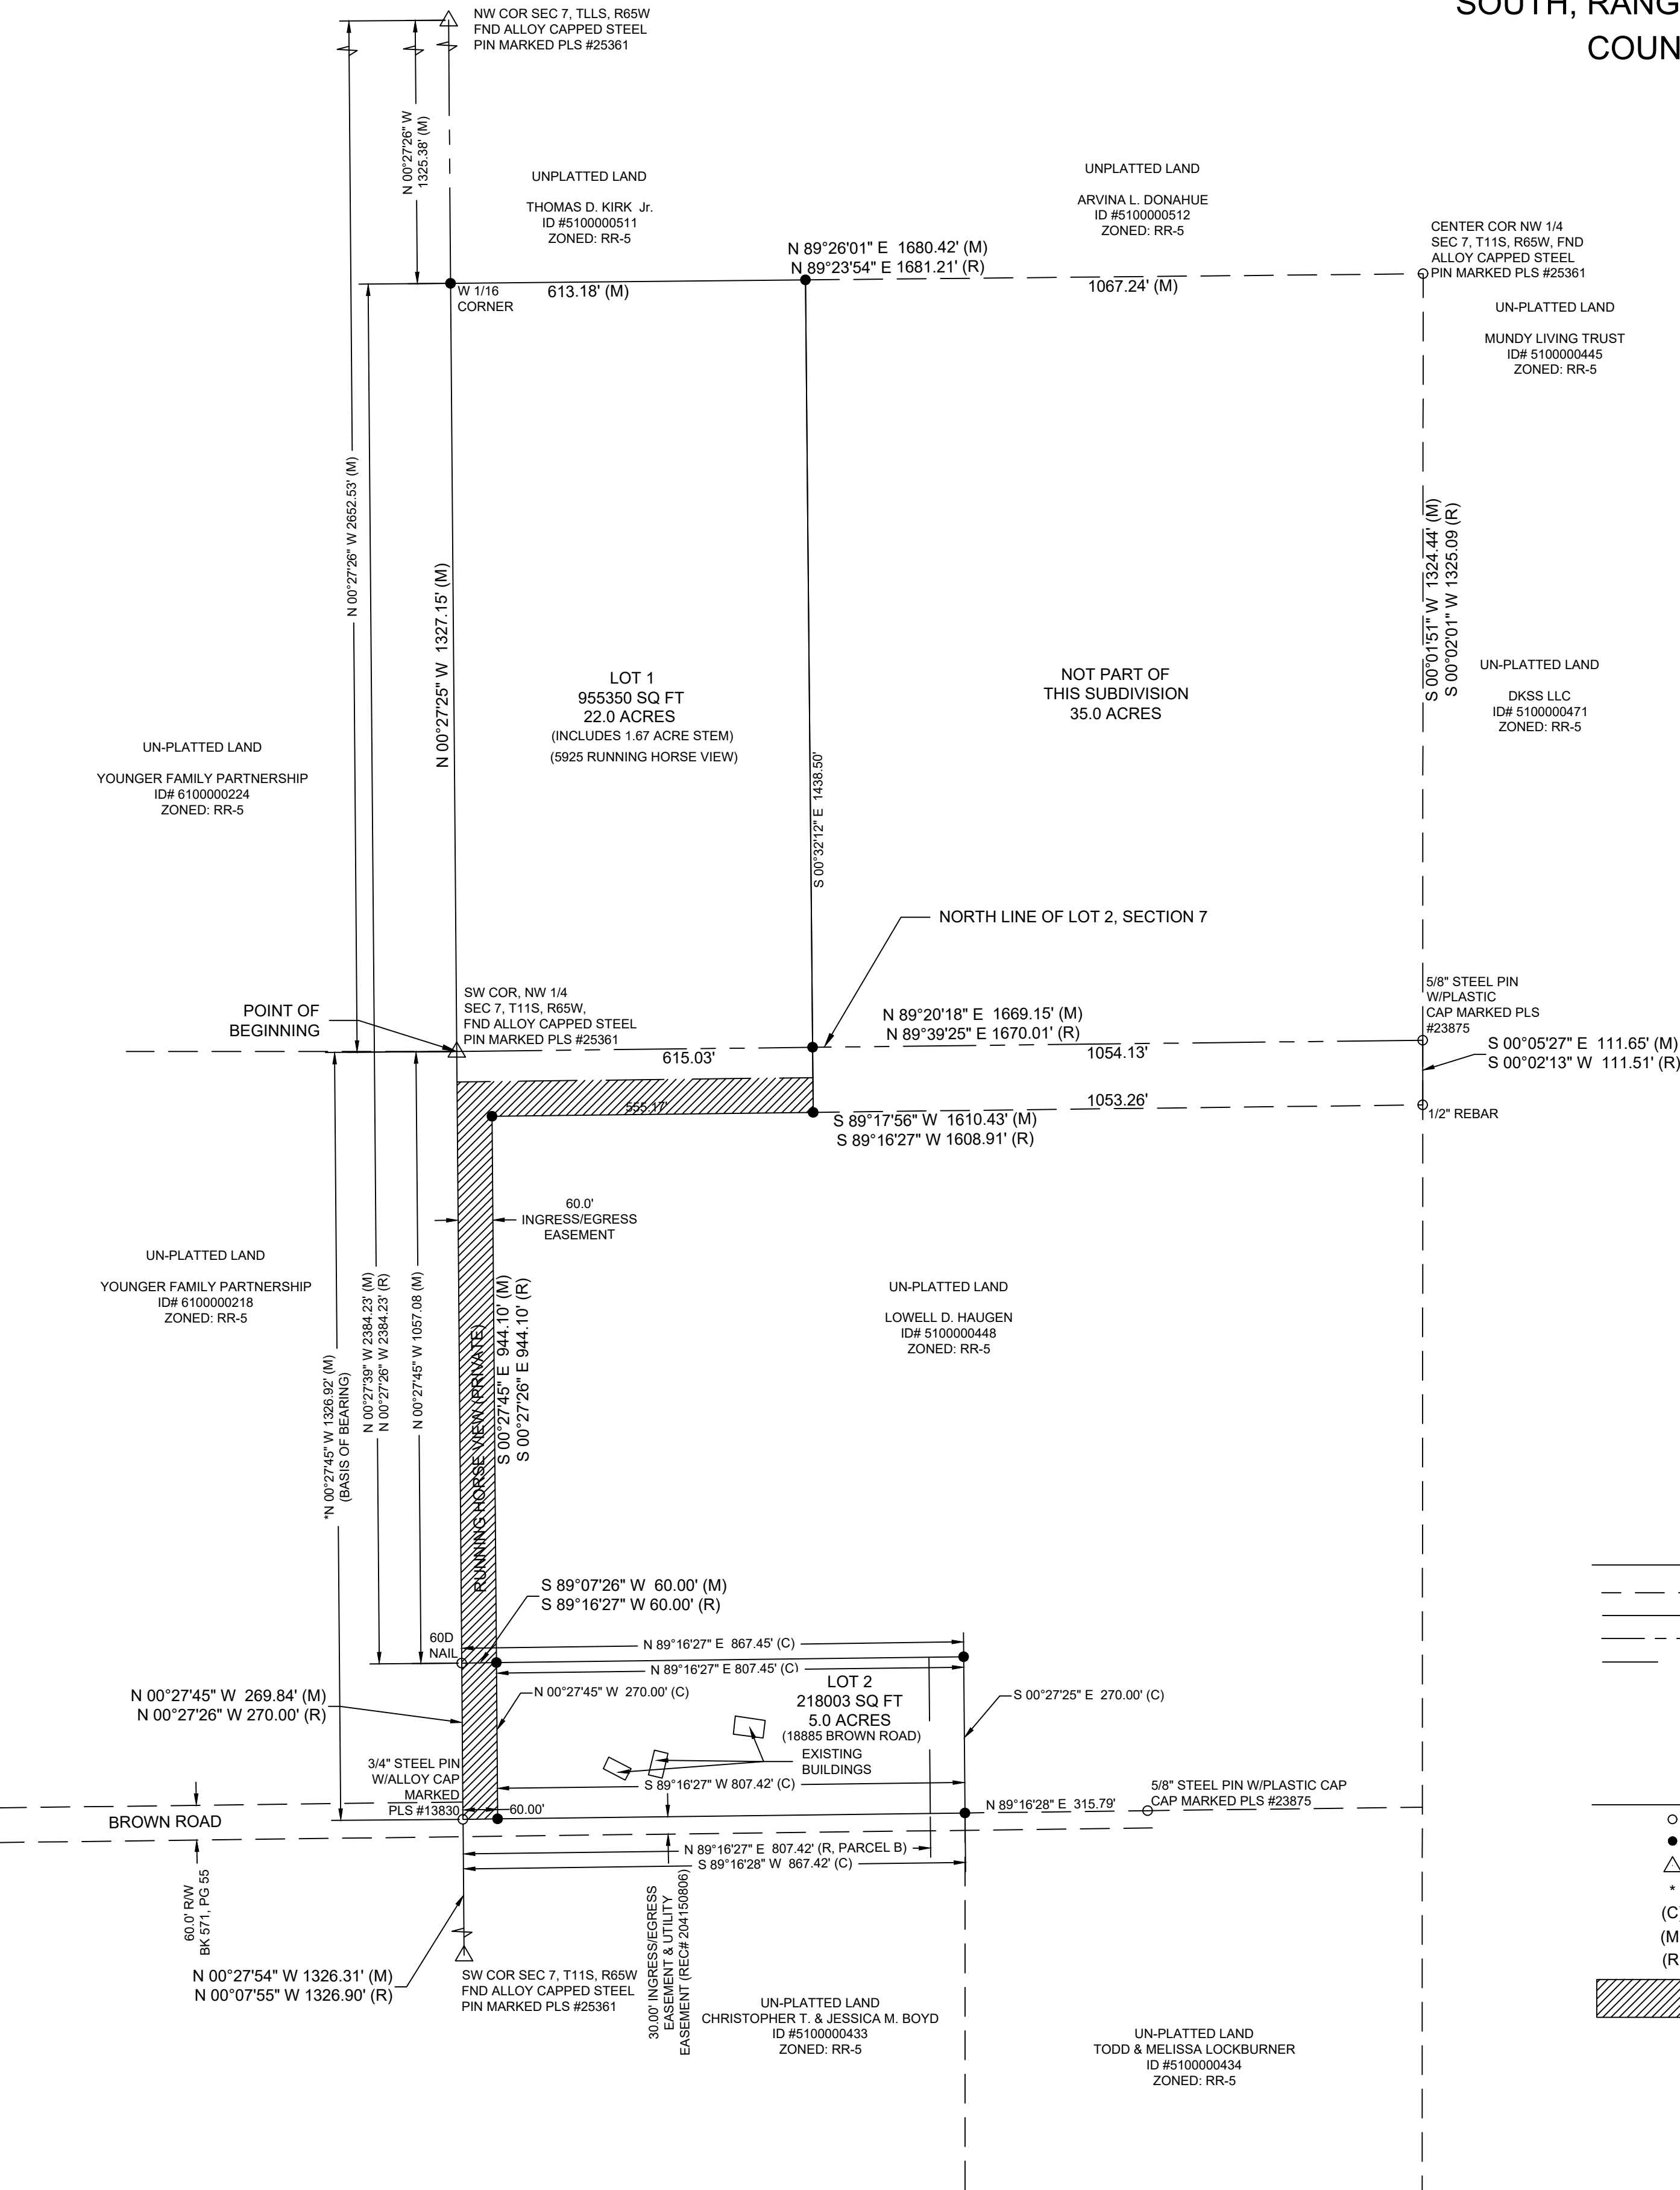 SOUTH, RANG
COUN
NW COR SEC 7, TLLS, R65W
FND ALLOY CAPPED STEEL
PIN MARKED PLS #25361
N 00°27'26" W
1325.38' (M)
UNPLATTED LAND
THOMAS D. KIRK Jr.
ID #5100000511
ZONED: RR-5
UNPLATTED LAND
ARVINA L. DONAHUE
ID #5100000512
ZONED: RR-5
CENTER COR NW 1/4
SEC 7, T11S, R65W, FND
ALLOY CAPPED STEEL
PIN MARKED PLS #25361
N 89°26'01" E 1680.42' (M)
N 89°23'54" E 1681.21' (R)
W 1/16
CORNER
613.18' (M)
1067.24' (M)
UN-PLATTED LAND
MUNDY LIVING TRUST
ID# 5100000445
ZONED: RR-5
N 00°27'26" W 2652.53' (M)
N 00°27'25" W 1327.15' (M)
S 00°01'51" W 1324.44' (M)
S 00°02'01" W 1325.09 (R)
LOT 1
955350 SQ FT
22.0 ACRES
(INCLUDES 1.67 ACRE STEM)
(5925 RUNNING HORSE VIEW)
NOT PART OF
THIS SUBDIVISION
35.0 ACRES
UN-PLATTED LAND
DKSS LLC
ID# 5100000471
ZONED: RR-5
UN-PLATTED LAND
YOUNGER FAMILY PARTNERSHIP
ID# 6100000224
ZONED: RR-5
S 00°32'12" E 1438.50'
NORTH LINE OF LOT 2, SECTION 7
POINT OF
BEGINNING
SW COR, NW 1/4
SEC 7, T11S, R65W,
FND ALLOY CAPPED STEEL
PIN MARKED PLS #25361
615.03'
N 89°20'18" E 1669.15' (M)
N 89°39'25" E 1670.01' (R)
1054.13'
5/8" STEEL PIN
W/PLASTIC
CAP MARKED PLS
#23875
S 00°05'27" E 111.65' (M)
S 00°02'13" W 111.51' (R)
555.17'
1053.26'
1/2" REBAR
S 89°17'56" W 1610.43' (M)
S 89°16'27" W 1608.91' (R)
60.0'
INGRESS/EGRESS
EASEMENT
UN-PLATTED LAND
YOUNGER FAMILY PARTNERSHIP
ID# 6100000218
ZONED: RR-5
*N 00°27'45" W 1326.92' (M)
(BASIS OF BEARING)
N 00°27'39" W 2384.23' (M)
N 00°27'26" W 2384.23' (R)
N 00°27'45" W 1057.08 (M)
RUNNING HORSE VIEW (PRIVATE)
S 00°27'45" E 944.10' (M)
S 00°27'26" E 944.10' (R)
UN-PLATTED LAND
LOWELL D. HAUGEN
ID# 5100000448
ZONED: RR-5
S 89°07'26" W 60.00' (M)
S 89°16'27" W 60.00' (R)
60D
NAIL
N 89°16'27" E 867.45' (C)
N 89°16'27" E 807.45' (C)
N 00°27'45" W 269.84' (M)
N 00°27'26" W 270.00' (R)
N 00°27'45" W 270.00' (C)
LOT 2
218003 SQ FT
5.0 ACRES
(18885 BROWN ROAD)
S 00°27'25" E 270.00' (C)
EXISTING
BUILDINGS
3/4" STEEL PIN
W/ALLOY CAP
MARKED
PLS #13830
S 89°16'27" W 807.42' (C)
60.00'
N 89°16'28" E 315.79'
5/8" STEEL PIN W/PLASTIC CAP
CAP MARKED PLS #23875
BROWN ROAD
N 89°16'27" E 807.42' (R, PARCEL B)
S 89°16'28" W 867.42' (C)
60.0' R/W
BK 571, PG 55
30.00' INGRESS/EGRESS
EASEMENT & UTILITY
EASEMENT (REC# 204150806)
N 00°27'54" W 1326.31' (M)
N 00°07'55" W 1326.90' (R)
SW COR SEC 7, T11S, R65W
FND ALLOY CAPPED STEEL
PIN MARKED PLS #25361
UN-PLATTED LAND
CHRISTOPHER T. & JESSICA M. BOYD
ID #5100000433
ZONED: RR-5
UN-PLATTED LAND
TODD & MELISSA LOCKBURNER
ID #5100000434
ZONED: RR-5
*
(C
(M
(R